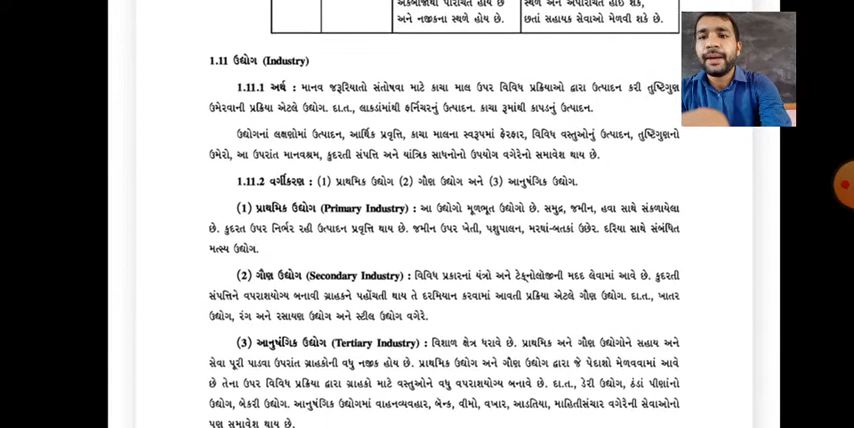 એકબીજાથી પરિચિત હોય છે
અને નજીકના સ્થળે હોય છે.
સ્થળ અને અપરિચિત હોઈ શકે,
છતાં સહાયક સેવાઓ મેળવી શકે છે.
1.11 ઉદ્યોગ (Industry)
1.11.1 અર્થ : માનવ જરૂરિયાતો સંતોષવા માટે કાચા માલ ઉપર વિવિધ પ્રક્રિયાઓ દ્વારા ઉત્પાદન કરી તુષ્ટિગુણ
ઉમેરવાની પ્રક્રિયા એટલે ઉદ્યોગ. દા.ત., લાકડાંમાંથી ફર્નિચરનું ઉત્પાદન. કાચા રૂમાંથી કાપડનું ઉત્પાદન.
ઉદ્યોગનાં લક્ષણોમાં ઉત્પાદન, આર્થિક પ્રવૃત્તિ, કાચા માલના સ્વરૂપમાં ફેરફાર, વિવિધ વસ્તુઓનું ઉત્પાદન, તુષ્ટિગુણનો
ઉમેરો, આ ઉપરાંત માનવશ્રમ, કુદરતી સંપત્તિ અને યાંત્રિક સાધનોનો ઉપયોગ વગેરેનો સમાવેશ થાય છે.
1.11.2 વર્ગીકરણ : (1) પ્રાથમિક ઉદ્યોગ (2) ગૌણ ઉદ્યોગ અને (3) આનુષંગિક ઉદ્યોગ.
(1) પ્રાથમિક ઉદ્યોગ (Primary Industry) : આ ઉદ્યોગો મૂળભૂત ઉદ્યોગો છે. સમુદ્ર, જમીન, હવા સાથે સંકળાયેલા
છે. કુદરત ઉપર નિર્ભર રહી ઉત્પાદન પ્રવૃત્તિ થાય છે. જમીન ઉપર ખેતી, પશુપાલન, મરઘાં-બતકાં ઉછેર. દરિયા સાથે સંબંધિત
મત્સ્ય ઉદ્યોગ.
(2) ગૌણ ઉદ્યોગ (Secondary Industry) : વિવિધ પ્રકારનાં યંત્રો અને ટેક્નોલૉજીની મદદ લેવામાં આવે છે. કુદરતી
સંપત્તિને વપરાશયોગ્ય બનાવી ગ્રાહકને પહોંચતી થાય તે દરમિયાન કરવામાં આવતી પ્રક્રિયા એટલે ગૌણ ઉદ્યોગ. દા.ત., ખાતર
ઉદ્યોગ, રંગ અને રસાયણ ઉદ્યોગ અને સ્ટીલ ઉદ્યોગ વગેરે.
(3) આનુષંગિક ઉદ્યોગ (Tertiary Industry) : વિશાળ ક્ષેત્ર ધરાવે છે. પ્રાથમિક અને ગૌણ ઉદ્યોગોને સહાય અને
સેવા પૂરી પાડવા ઉપરાંત ગ્રાહકોની વધુ નજીક હોય છે. પ્રાથમિક ઉદ્યોગ અને ગૌણ ઉદ્યોગ દ્વારા જે પેદાશો મેળવવામાં આવે
છે તેના ઉપર વિવિધ પ્રક્રિયા દ્વારા ગ્રાહકો માટે વસ્તુઓને વધુ વપરાશયોગ્ય બનાવે છે. દા.ત., ડેરી ઉદ્યોગ, ઠંડાં પીણાંનો
ઉદ્યોગ, બેકરી ઉદ્યોગ. આનુષંગિક ઉદ્યોગમાં વાહનવ્યવહાર, બૅન્ક, વીમો, વખાર, આડતિયા, માહિતીસંચાર વગેરેની સેવાઓનો
પણ સમાવેશ થાય છે.